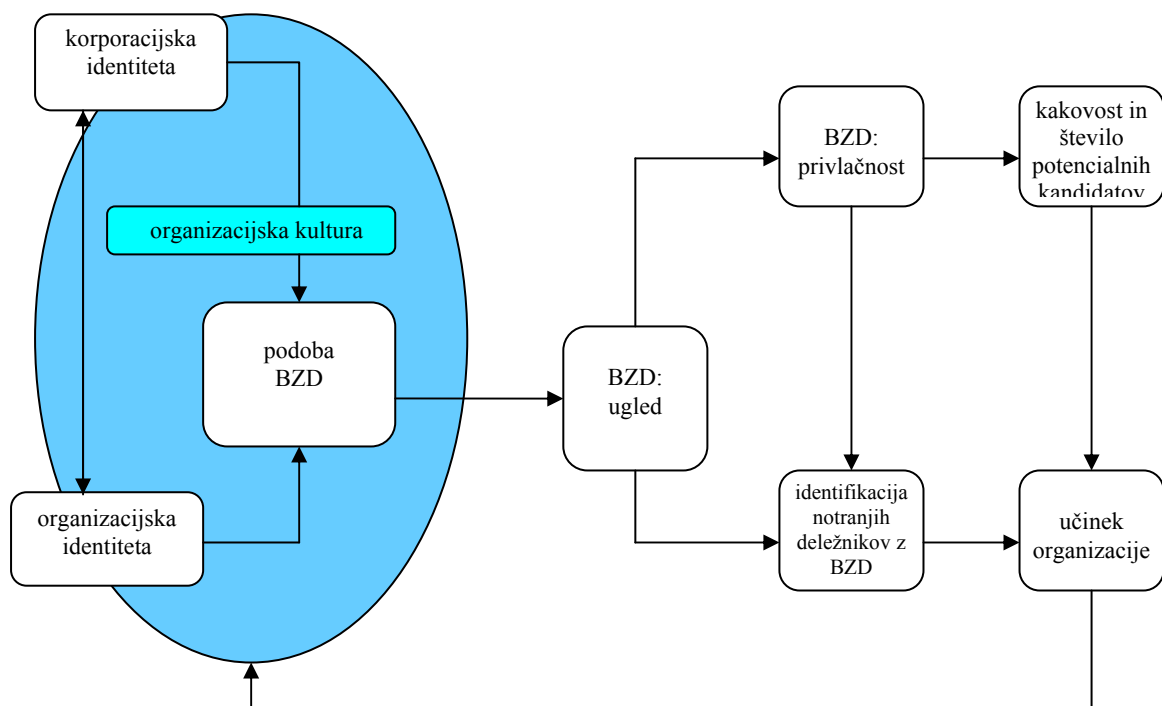 korporacijska
identiteta
organizacijska kultura
podoba
BZD
organizacijska
identiteta
BZD:
ugled
BZD:
privlačnost
kakovost in
število
potencialnih
kandidatov
identifikacija
notranjih
deležnikov z
BZD
učinek
organizacije